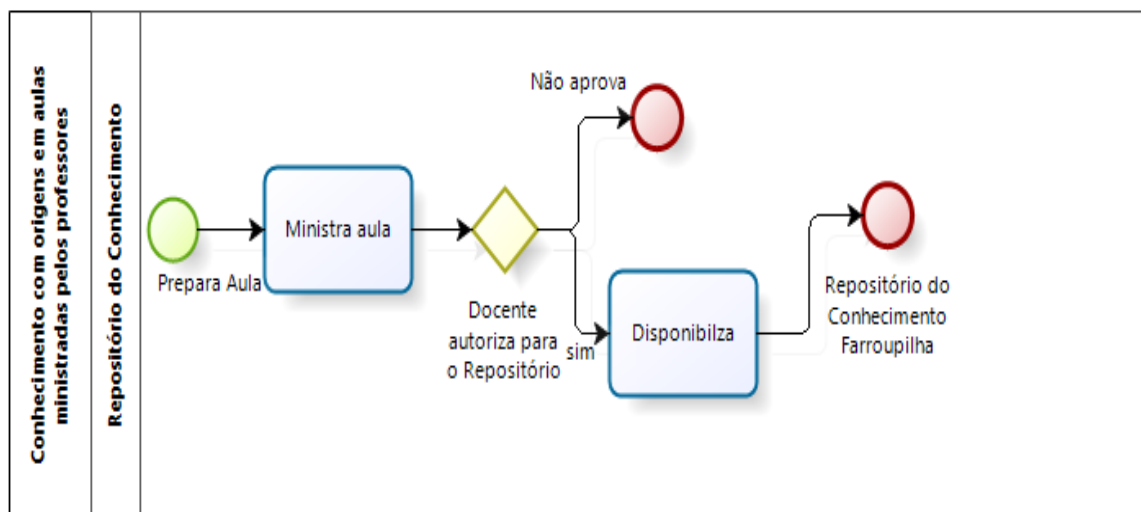 Conhecimento com origens em aulas
ministradas pelos professores
Repositório do Conhecimento
Prepara Aula
Ministra aula
Docente
autoriza para
o Repositório
Não aprova
sim
Disponibilza
Repositório do
Conhecimento
Farroupilha